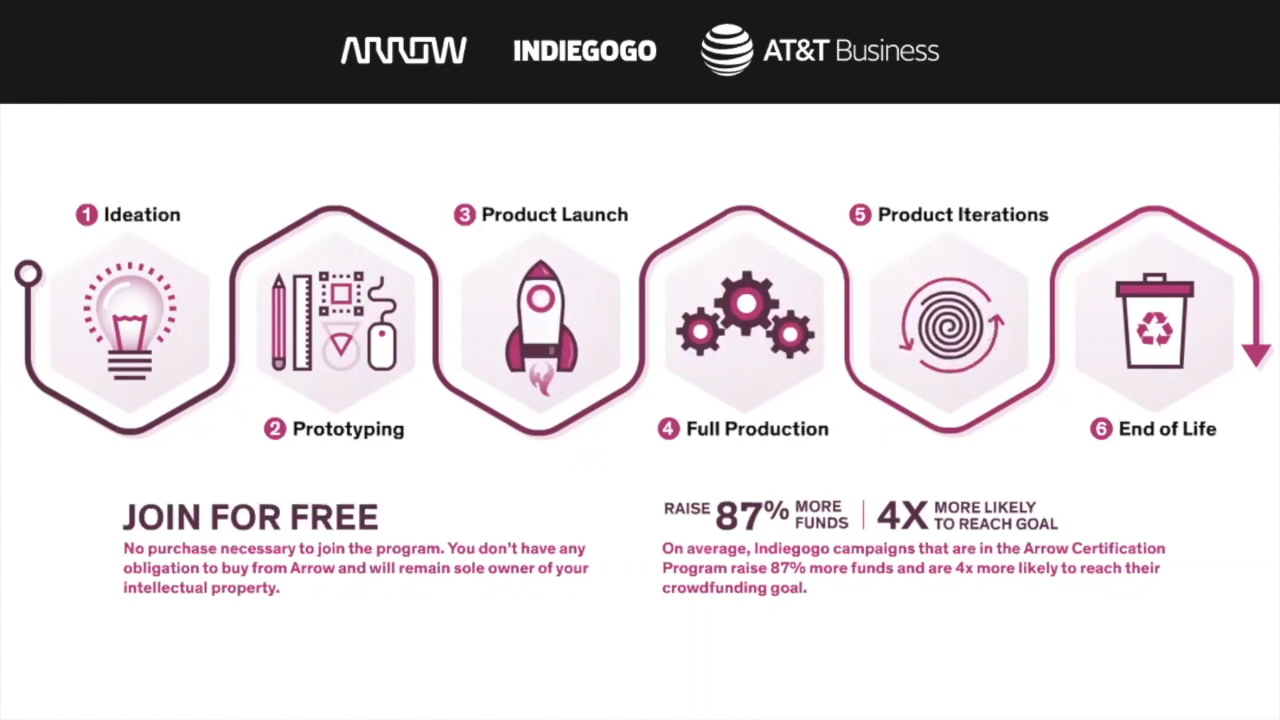 ARROW INDIEGOGO AT&T Business
1 Ideation
3 Product Launch
5 Product Iterations
2 Prototyping
4 Full Production
6 End of Life
JOIN FOR FREE
No purchase necessary to join the program. You don't have any
obligation to buy from Arrow and will remain sole owner of your
intellectual property.
RAISE 87% MORE FUNDS | 4X MORE LIKELY TO REACH GOAL
On average, Indiegogo campaigns that are in the Arrow Certification
Program raise 87% more funds and are 4x more likely to reach their
crowdfunding goal.